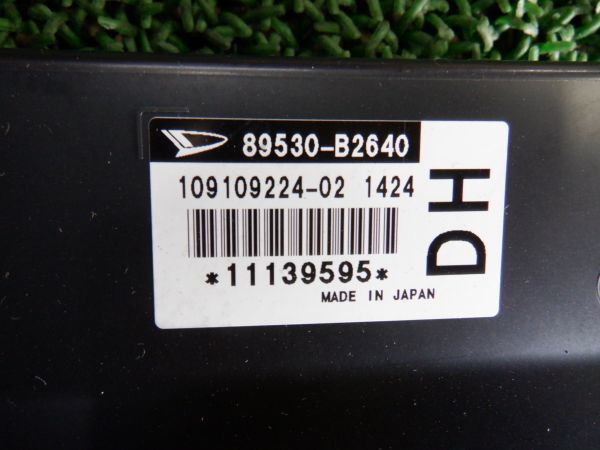 89530-B2640
109109224-02 1424
DH
*11139595*
MADE IN JAPAN